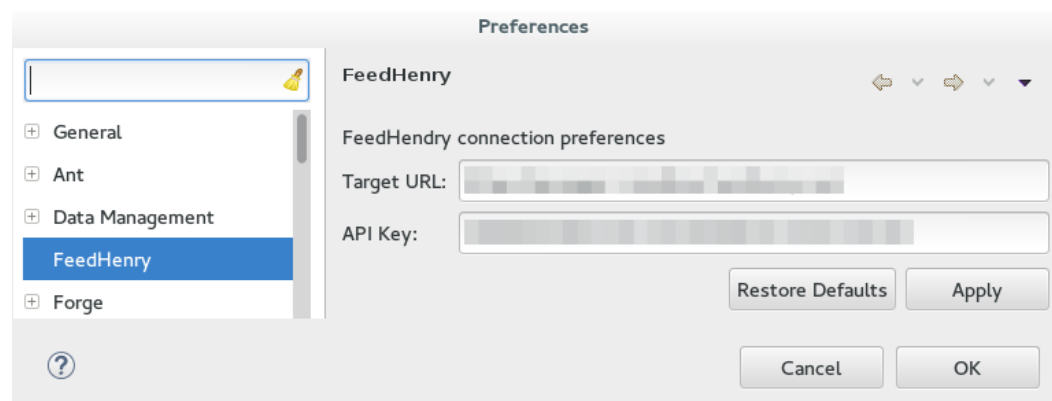 Preferences
FeedHenry
General
Ant
Data Management
FeedHenry
Forge
FeedHendry connection preferences
Target URL:
API Key:
Restore Defaults
Apply
Cancel
OK